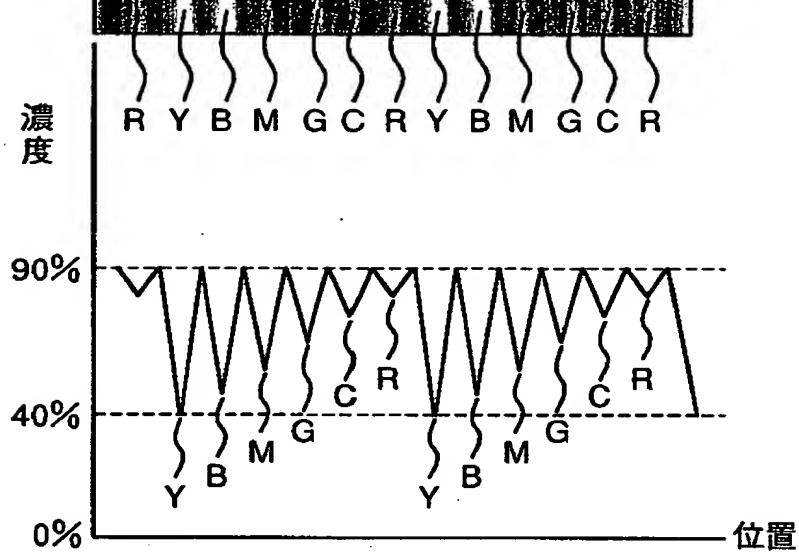 R Y B M G C R Y B M G C R
濃度
90%
R R
C C
40%
G G
M M
B B
Y Y
0%
位置